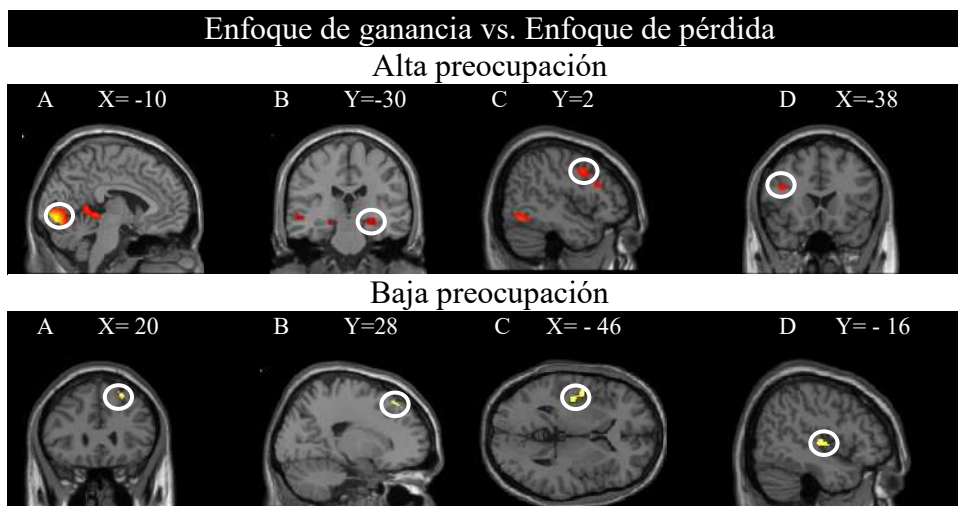 Enfoque de ganancia vs. Enfoque de pérdida
Alta preocupación
A X= -10 B Y=-30 C Y=2 D X=-38
Baja preocupación
A X= 20 B Y=28 C X= - 46 D Y= - 16